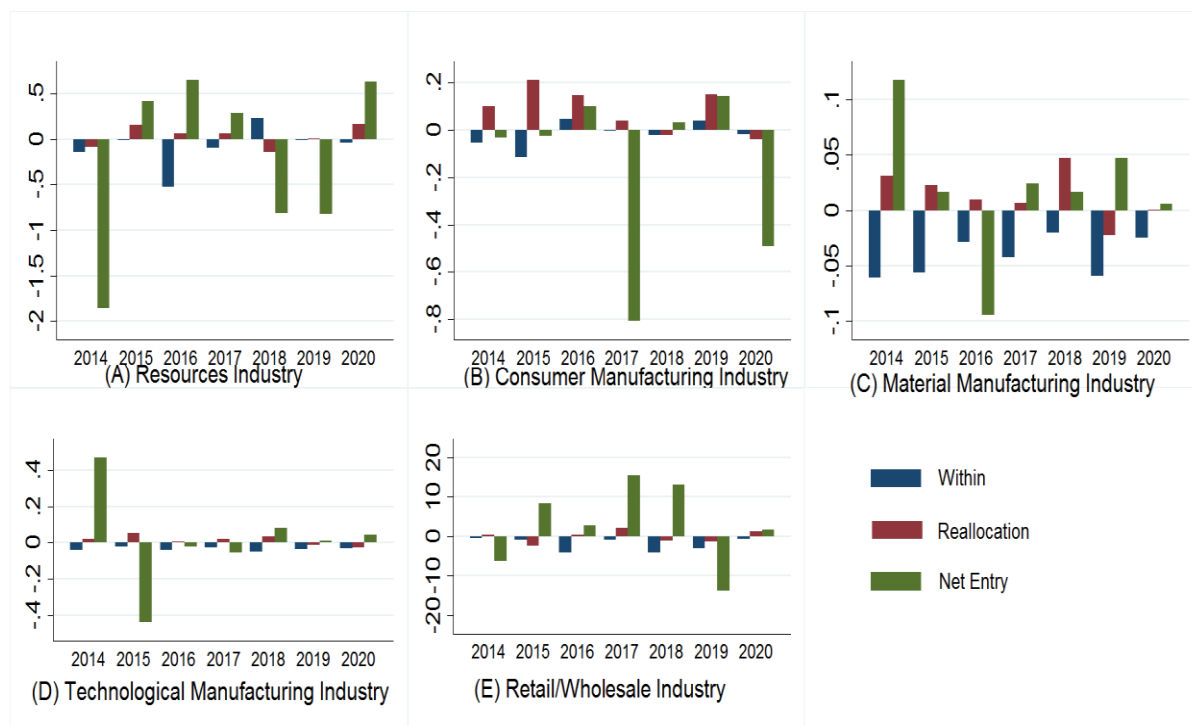 .5
0
-.5
-1
-1.5
-2
2014 2015 2016 2017 2018 2019 2020
(A) Resources Industry
.2
0
-.2
-.4
-.6
-.8
2014 2015 2016 2017 2018 2019 2020
(B) Consumer Manufacturing Industry
.1
.05
0
-.05
-.1
2014 2015 2016 2017 2018 2019 2020
(C) Material Manufacturing Industry
.4
.2
0
-.2
-.4
2014 2015 2016 2017 2018 2019 2020
(D) Technological Manufacturing Industry
20
10
0
-10
-20
2014 2015 2016 2017 2018 2019 2020
(E) Retail/Wholesale Industry
Within
Reallocation
Net Entry